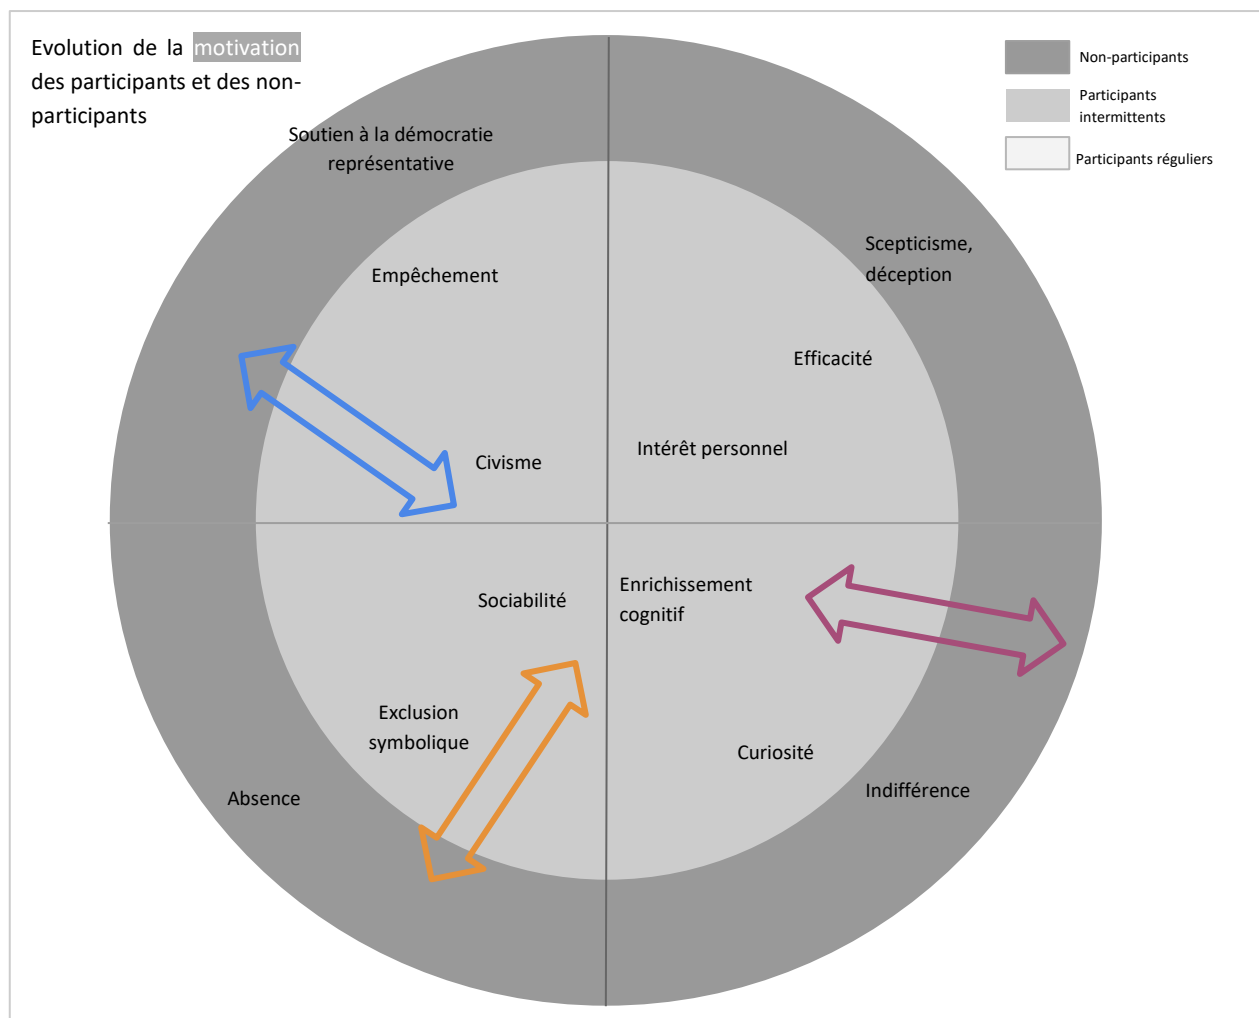 Evolution de la motivation
des participants et des non-
participants
Non-participants
Participants
intermittents
Participants réguliers
Soutien à la démocratie
représentative
Scepticisme,
déception
Empêchement
Efficacité
Civisme
Intérêt personnel
Sociabilité
Enrichissement
cognitif
Exclusion
symbolique
Curiosité
Absence
Indifférence